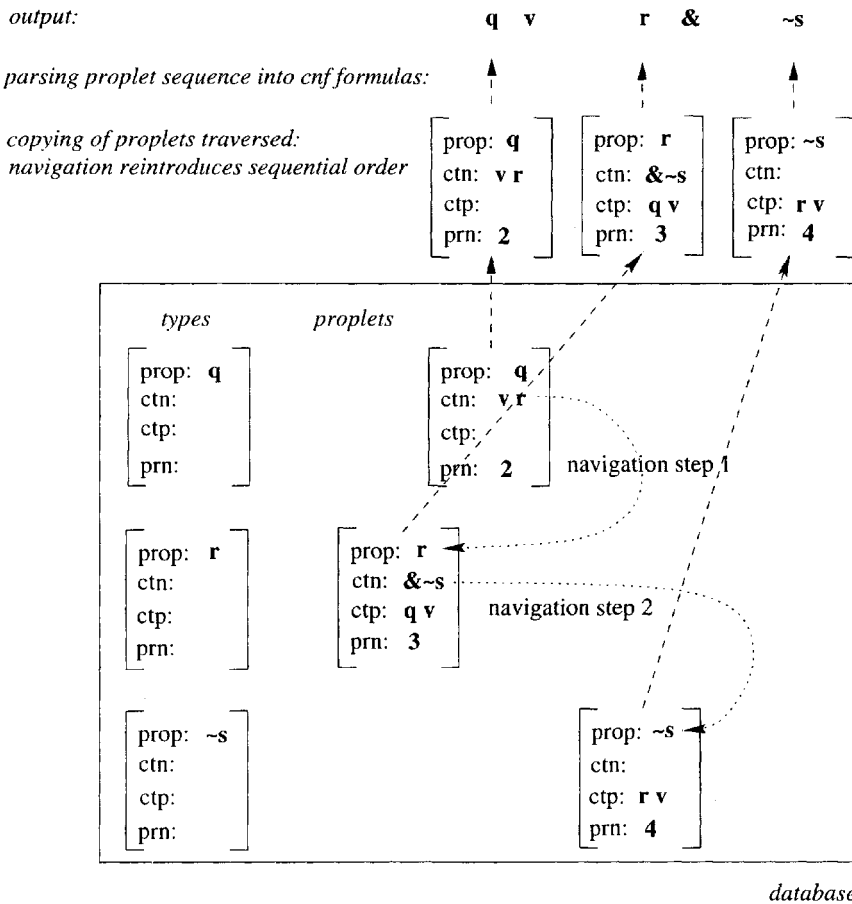 output: q v r & ~s
parsing proplet sequence into cnf formulas:
copying of proplets traversed:
navigation reintroduces sequential order
prop: q
ctn: v r
ctp:
prn: 2
prop: r
ctn: &~s
ctp: q v
prn: 3
prop: ~s
ctn:
ctp: r v
prn: 4
types proplets
prop: q
ctn:
ctp:
prn:
prop: q
ctn: v r
ctp:
prn: 2
navigation step 1
prop: r
ctn:
ctp:
prn:
prop: r
ctn: &~s
ctp: q v
prn: 3
navigation step 2
prop: ~s
ctn:
ctp:
prn:
prop: ~s
ctn:
ctp: r v
prn: 4
database